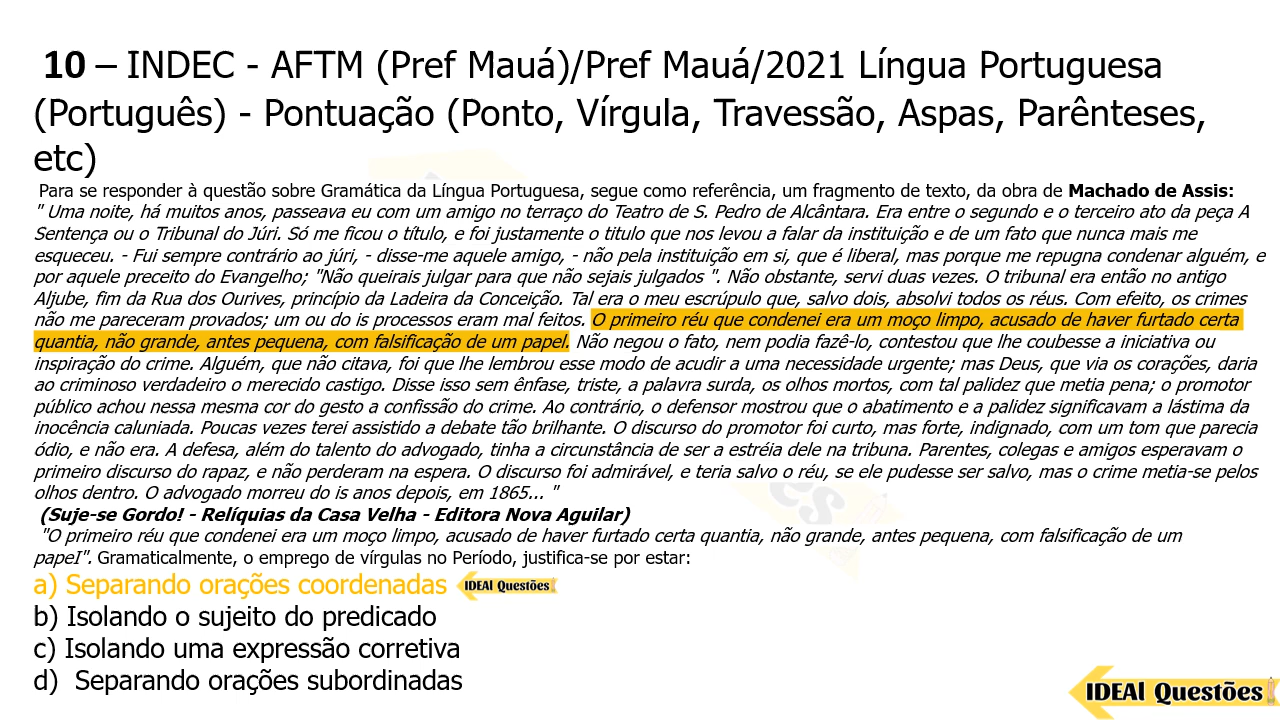 10 – INDEC - AFTM (Pref Mauá)/Pref Mauá/2021 Língua Portuguesa
(Português) - Pontuação (Ponto, Vírgula, Travessão, Aspas, Parênteses,
etc)
Para se responder à questão sobre Gramática da Língua Portuguesa, segue como referência, um fragmento de texto, da obra de Machado de Assis:
" Uma noite, há muitos anos, passeava eu com um amigo no terraço do Teatro de S. Pedro de Alcântara. Era entre o segundo e o terceiro ato da peça A
Sentença ou o Tribunal do Júri. Só me ficou o título, e foi justamente o titulo que nos levou a falar da instituição e de um fato que nunca mais me
esqueceu. - Fui sempre contrário ao júri, - disse-me aquele amigo, - não pela instituição em si, que é liberal, mas porque me repugna condenar alguém, e
por aquele preceito do Evangelho; "Não queirais julgar para que não sejais julgados ". Não obstante, servi duas vezes. O tribunal era então no antigo
Aljube, fim da Rua dos Ourives, princípio da Ladeira da Conceição. Tal era o meu escrúpulo que, salvo dois, absolvi todos os réus. Com efeito, os crimes
não me pareceram provados; um ou do is processos eram mal feitos. O primeiro réu que condenei era um moço limpo, acusado de haver furtado certa
quantia, não grande, antes pequena, com falsificação de um papel. Não negou o fato, nem podia fazê-lo, contestou que lhe coubesse a iniciativa ou
inspiração do crime. Alguém, que não citava, foi que lhe lembrou esse modo de acudir a uma necessidade urgente; mas Deus, que via os corações, daria
ao criminoso verdadeiro o merecido castigo. Disse isso sem ênfase, triste, a palavra surda, os olhos mortos, com tal palidez que metia pena; o promotor
público achou nessa mesma cor do gesto a confissão do crime. Ao contrário, o defensor mostrou que o abatimento e a palidez significavam a lástima da
inocência caluniada. Poucas vezes terei assistido a debate tão brilhante. O discurso do promotor foi curto, mas forte, indignado, com um tom que parecia
ódio, e não era. A defesa, além do talento do advogado, tinha a circunstância de ser a estréia dele na tribuna. Parentes, colegas e amigos esperavam o
primeiro discurso do rapaz, e não perderam na espera. O discurso foi admirável, e teria salvo o réu, se ele pudesse ser salvo, mas o crime metia-se pelos
olhos dentro. O advogado morreu do is anos depois, em 1865... "
(Suje-se Gordo! - Relíquias da Casa Velha - Editora Nova Aguilar)
"O primeiro réu que condenei era um moço limpo, acusado de haver furtado certa quantia, não grande, antes pequena, com falsificação de um
papeI". Gramaticalmente, o emprego de vírgulas no Período, justifica-se por estar:
a) Separando orações coordenadas IDEAl Questões
b) Isolando o sujeito do predicado
c) Isolando uma expressão corretiva
d) Separando orações subordinadas
IDEAl Questões